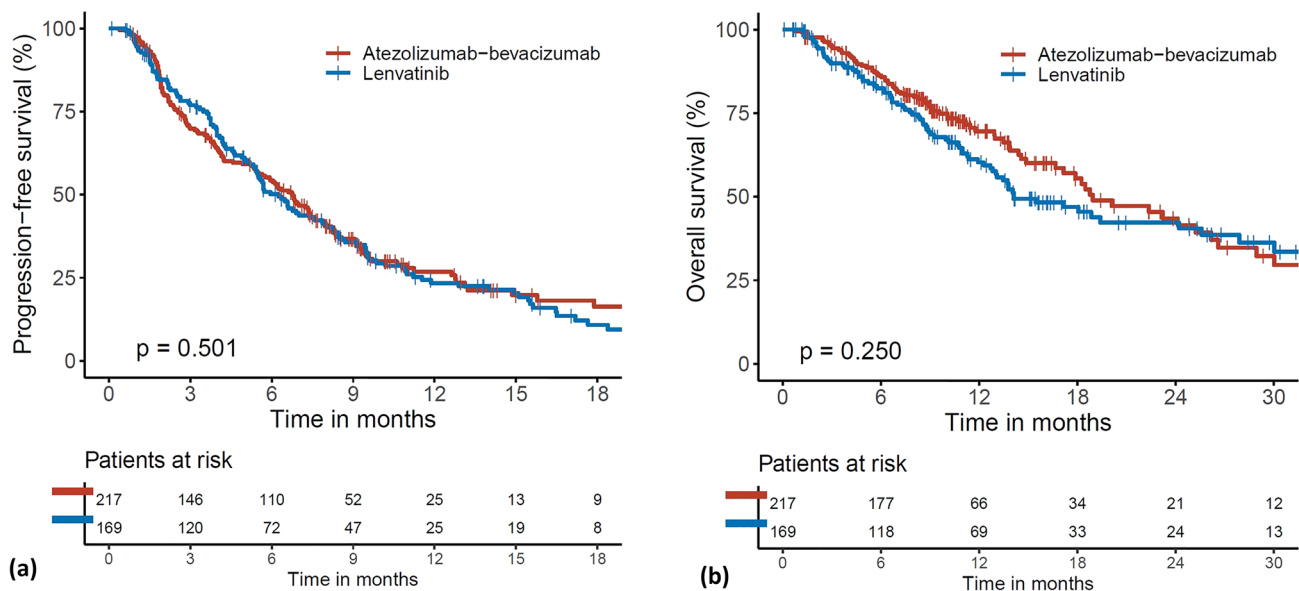 Progression−free survival (%)
100
75
50
25
0
Atezolizumab−bevacizumab
Lenvatinib
p = 0.501
0 3 6 9 12 15 18
Time in months
Patients at risk
217 146 110 52 25 13 9
169 120 72 47 25 19 8
0 3 6 9 12 15 18
Time in months
(a)
Overall survival (%)
100
75
50
25
0
Atezolizumab−bevacizumab
Lenvatinib
p = 0.250
0 6 12 18 24 30
Time in months
Patients at risk
217 177 66 34 21 12
169 118 69 33 24 13
0 6 12 18 24 30
Time in months
(b)